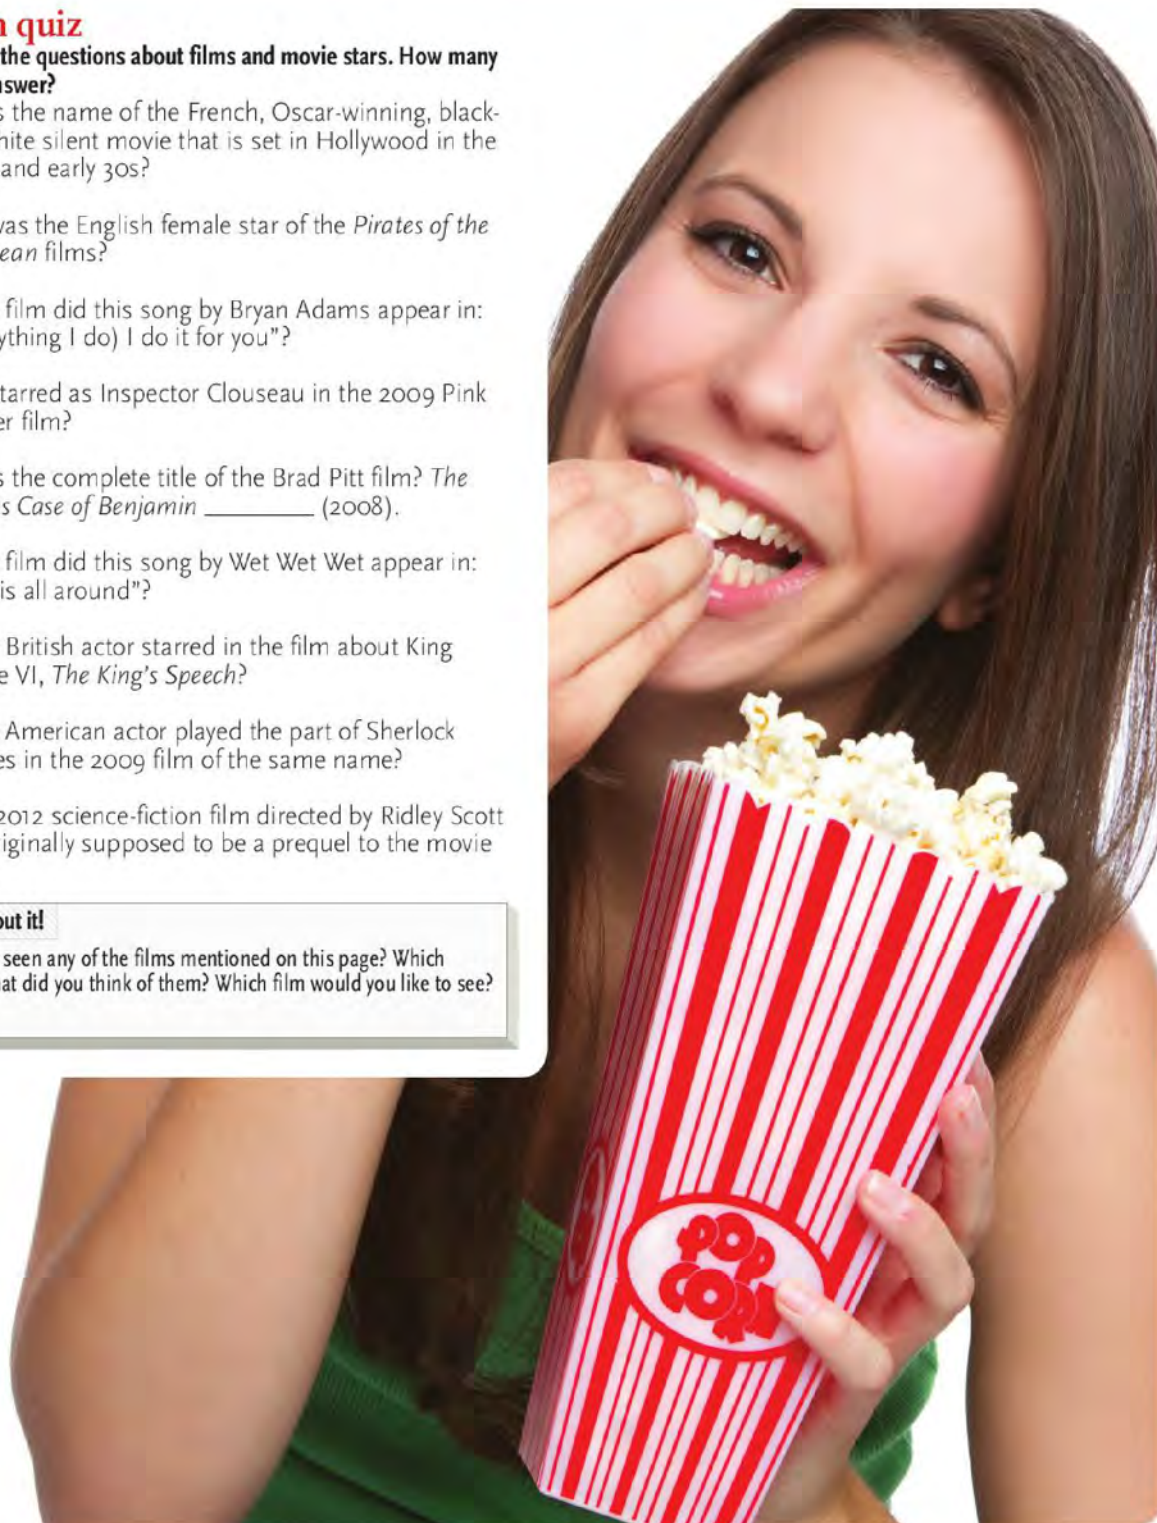 n quiz
the questions about films and movie stars. How many
nswer?
s the name of the French, Oscar-winning, black-
hite silent movie that is set in Hollywood in the
and early 30s?
vas the English female star of the Pirates of the
ean films?
film did this song by Bryan Adams appear in:
ything I do) I do it for you"?
tarred as Inspector Clouseau in the 2009 Pink
er film?
s the complete title of the Brad Pitt film? The
s Case of Benjamin ________ (2008).
film did this song by Wet Wet Wet appear in:
is all around"?
British actor starred in the film about King
e VI, The King's Speech?
American actor played the part of Sherlock
es in the 2009 film of the same name?
2012 science-fiction film directed by Ridley Scott
iginally supposed to be a prequel to the movie
out it!
seen any of the films mentioned on this page? Which
at did you think of them? Which film would you like to see?
POP
CORN